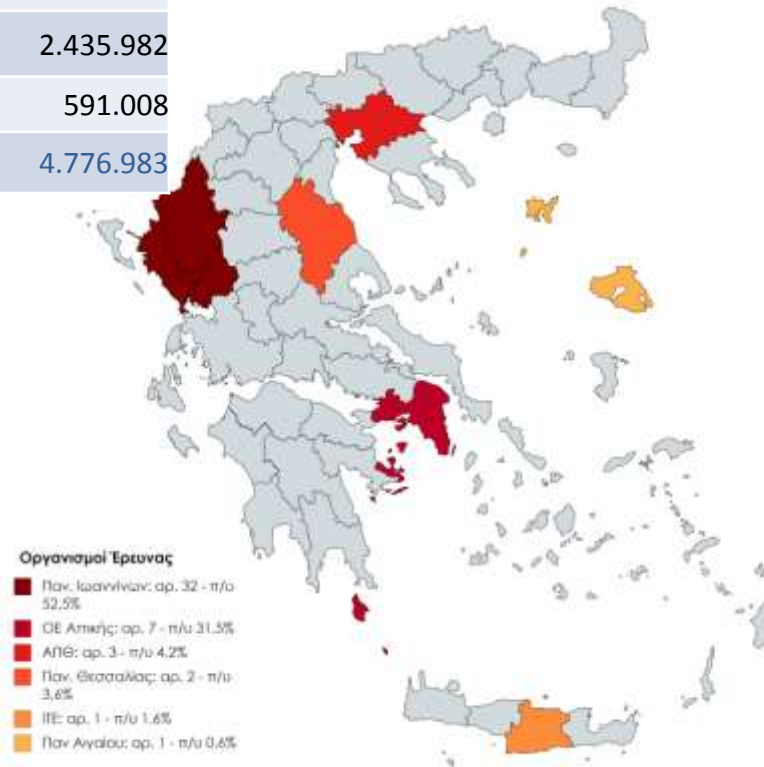 2.435.982
591.008
4.776.983
Οργανισμοί Έρευνας
Παν. Ιωαννίνων: αρ. 32 - π/υ
52,5%
ΟΕ Αττικής: αρ. 7 - π/υ 31,5%
ΑΠΘ: αρ. 3 - π/υ 4,2%
Παν. Θεσσαλίας: αρ. 2 - π/υ
3,6%
ΙΤΕ: αρ. 1 - π/υ 1,6%
Παν Αιγαίου: αρ. 1 - π/υ 0,6%